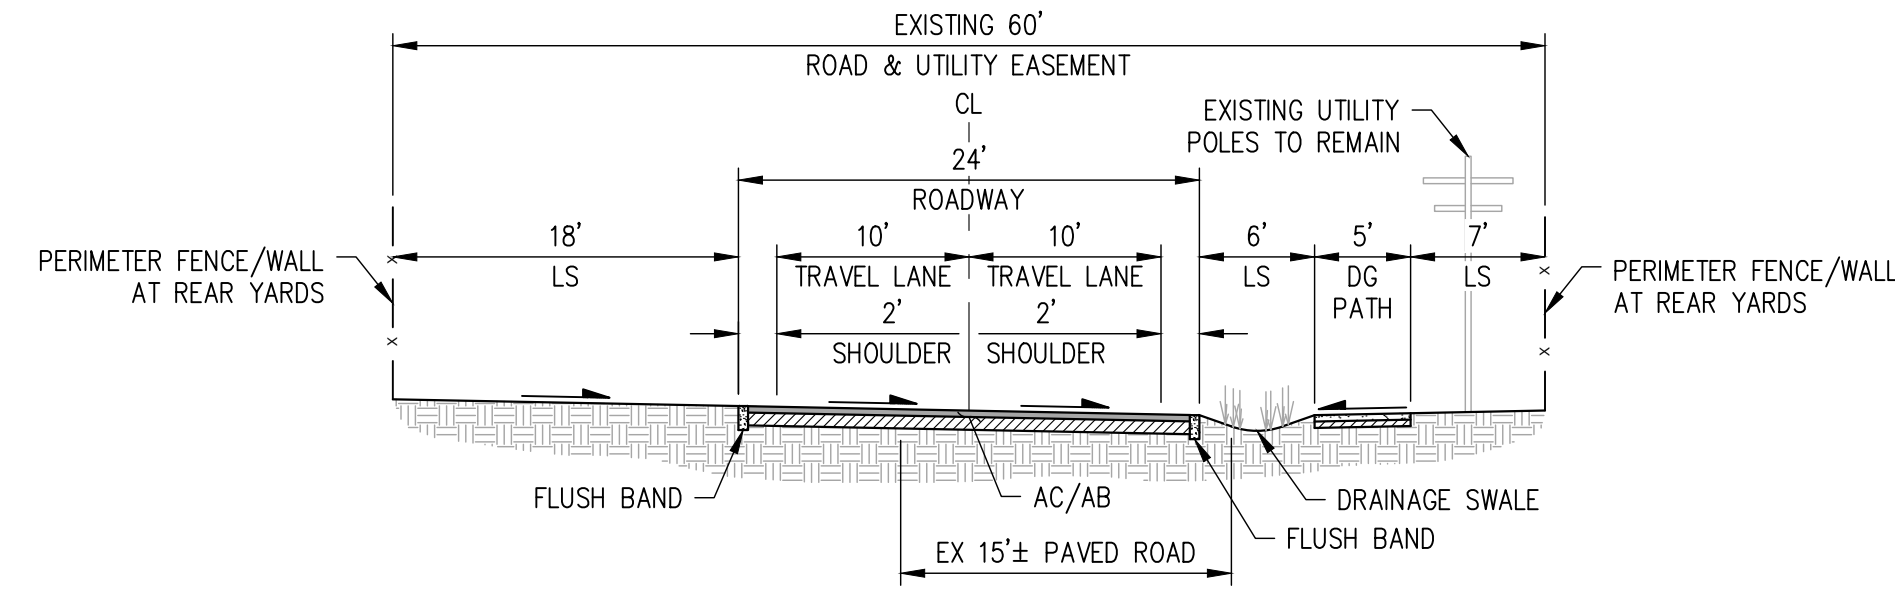 EXISTING 60'
ROAD & UTILITY EASEMENT
CL
EXISTING UTILITY
POLES TO REMAIN
24'
ROADWAY
18'
LS
10'
TRAVEL LANE
10'
TRAVEL LANE
6'
LS
5'
DG
PATH
7'
LS
PERIMETER FENCE/WALL
AT REAR YARDS
PERIMETER FENCE/WALL
AT REAR YARDS
2'
SHOULDER
2'
SHOULDER
x
x
x
x
FLUSH BAND
AC/AB
DRAINAGE SWALE
FLUSH BAND
EX 15'± PAVED ROAD